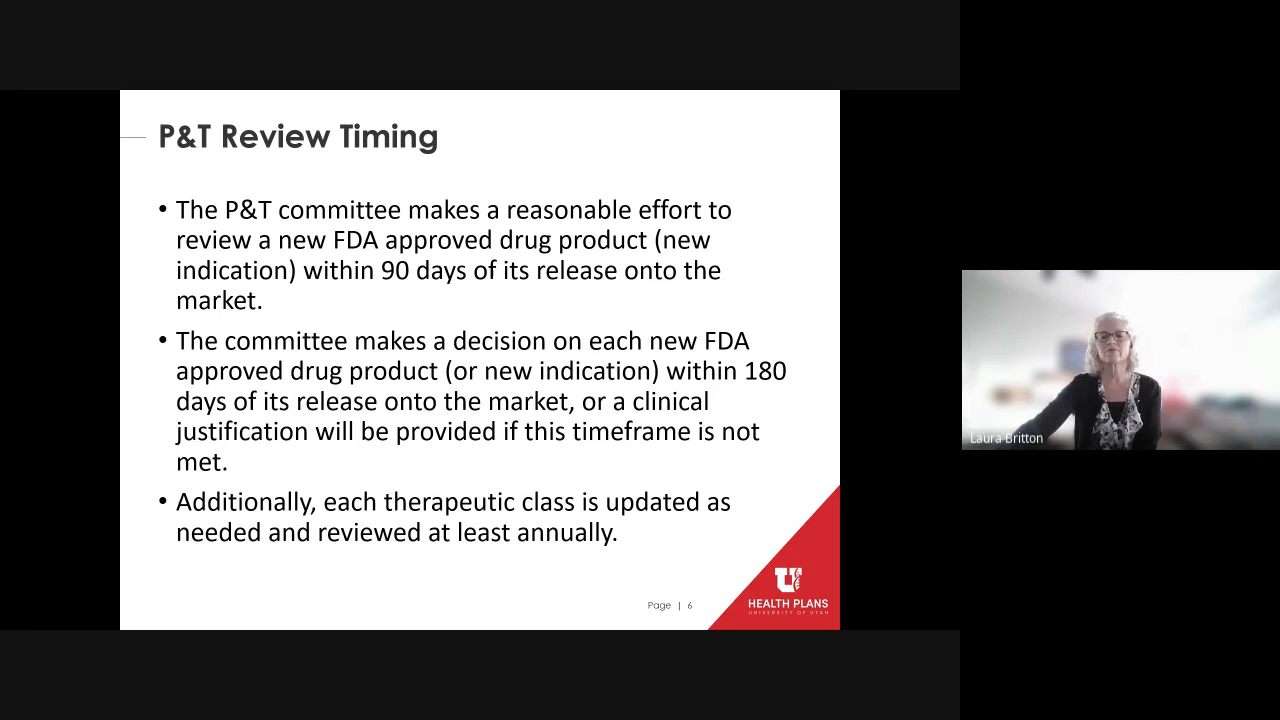 P&T Review Timing
• The P&T committee makes a reasonable effort to
review a new FDA approved drug product (new
indication) within 90 days of its release onto the
market.
• The committee makes a decision on each new FDA
approved drug product (or new indication) within 180
days of its release onto the market, or a clinical
justification will be provided if this timeframe is not
met.
• Additionally, each therapeutic class is updated as
needed and reviewed at least annually.
Page | 6
U
HEALTH PLANS
UNIVERSITY OF UTAH
Laura Britton